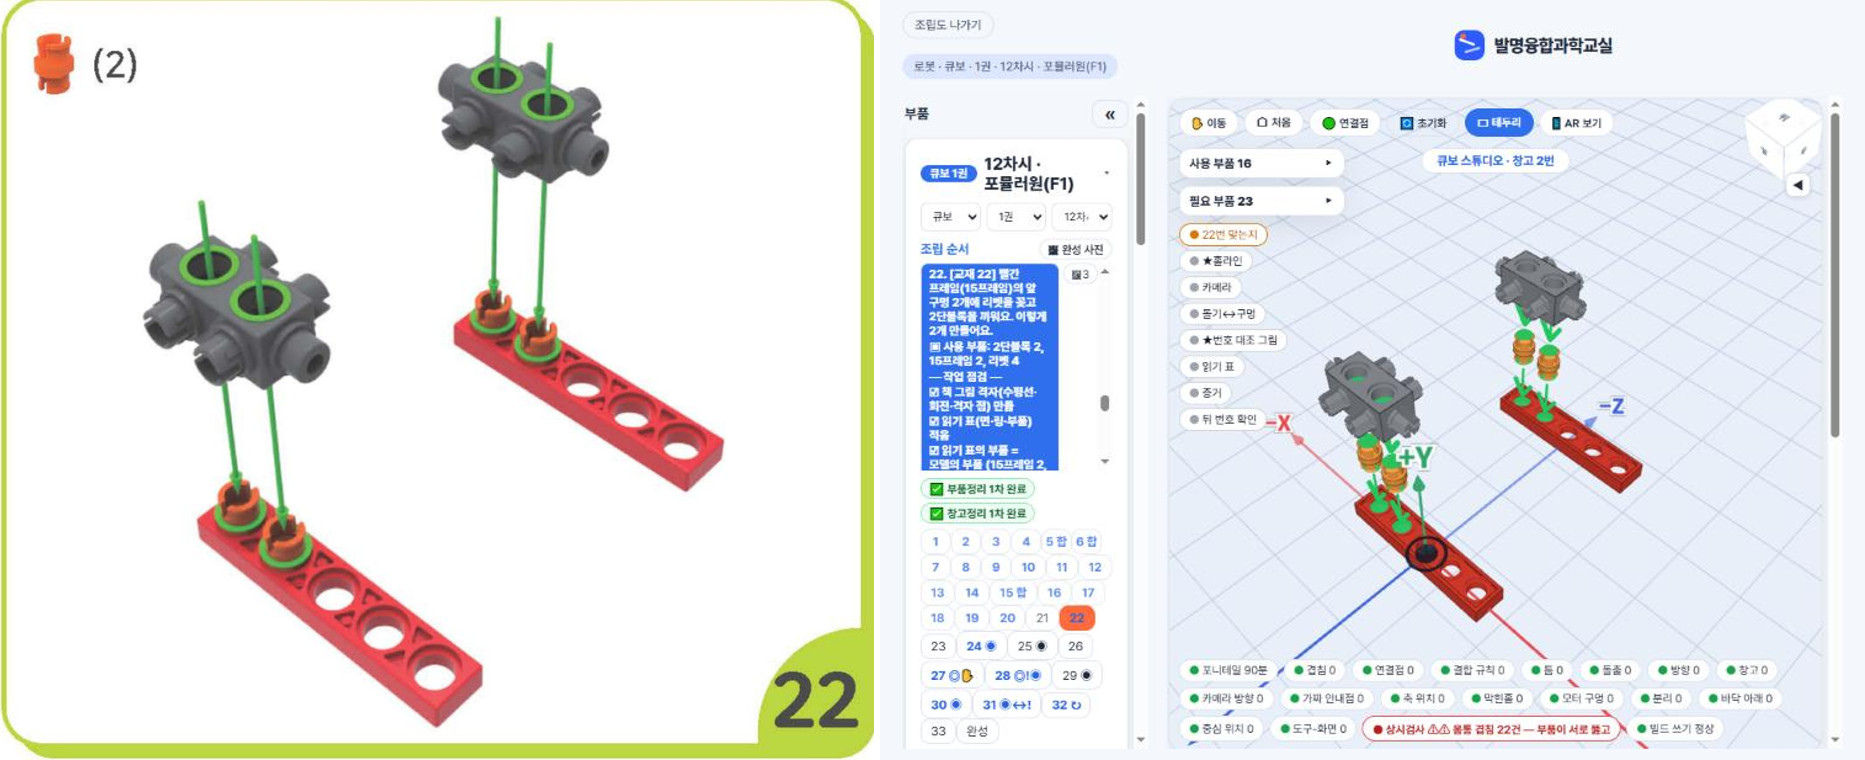 (2)
22
조립도 나가기
로봇 · 큐보 · 1권 · 12차시 · 포뮬러원(F1)
발명융합과학교실
부품
«
큐보 1권
12차시 ·
포뮬러원(F1)
큐보
1권
12차시
조립 순서
완성 사진
22. [교재 22] 빨간
프레임(15프레임)의 앞
구멍 2개에 리벳을 꽂고
2단블록을 끼워요. 이렇게
2개 만들어요.
사용 부품: 2단블록 2,
15프레임 2, 리벳 4
— 작업 점검 —
책 그림 격자(수평선·
회전·격자 점) 만듦
읽기 표(면·링·부품)
적음
읽기 표의 부품 =
모델의 부품 (15프레임 2,
3
부품정리 1차 완료
창고정리 1차 완료
1 2 3 4 5 합 6 합
7 8 9 10 11 12
13 14 15 합 16 17
18 19 20 21 22
23 24 25 26
27 28 ! 29
30 31 ↔! 32 ↻
33 완성
이동
처음
연결점
초기화
테두리
AR 보기
큐보 스튜디오 · 창고 2번
사용 부품 16
필요 부품 23
22번 맞는지
★홀라인
카메라
돌기↔구멍
★번호 대조 그림
읽기 표
증거
뒤 번호 확인
−X
+Y
−Z
포니테일 90분
겹침 0
연결점 0
결합 규칙 0
틈 0
돌출 0
방향 0
창고 0
카메라 방향 0
가짜 안내점 0
축 위치 0
막힌홀 0
모터 구멍 0
분리 0
바닥 아래 0
중심 위치 0
도구-화면 0
상시검사 ⚠⚠ 몸통 겹침 22건 — 부품이 서로 뚫고
빌드 쓰기 정상